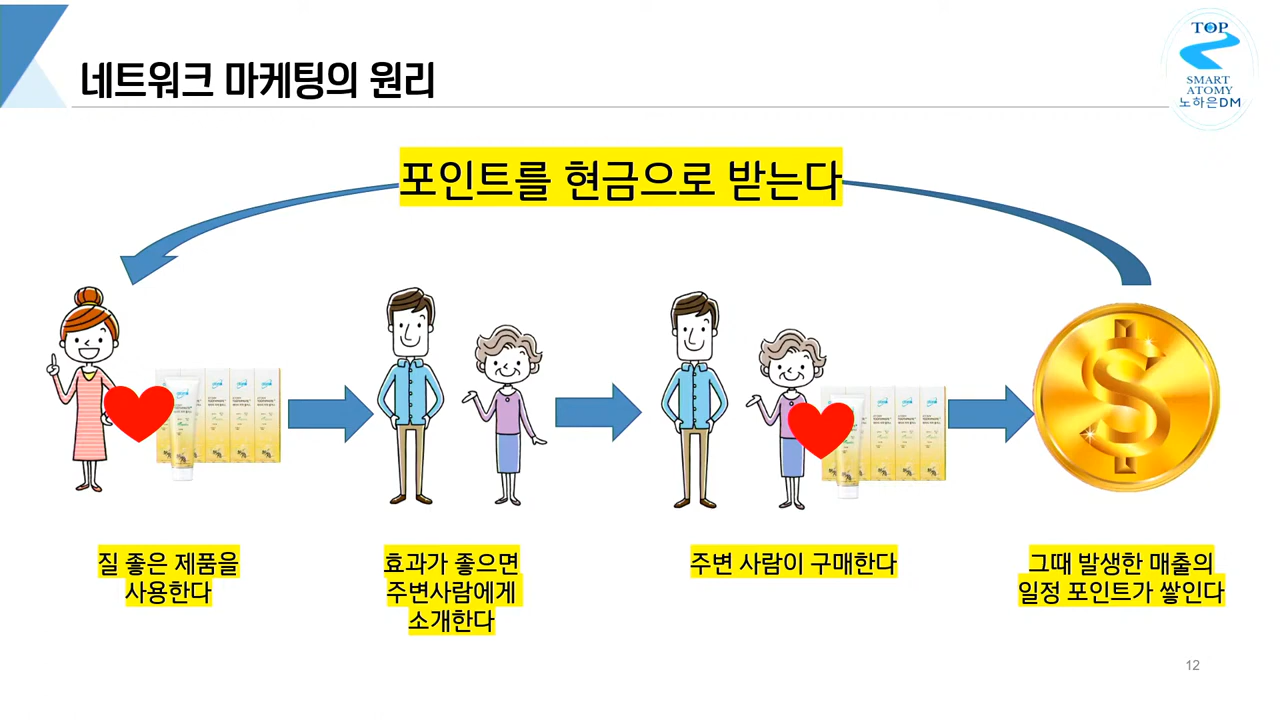 네트워크 마케팅의 원리
TOP
SMART
ATOMY
노하은DM
포인트를 현금으로 받는다
질 좋은 제품을
사용한다
효과가 좋으면
주변사람에게
소개한다
주변 사람이 구매한다
그때 발생한 매출의
일정 포인트가 쌓인다
12